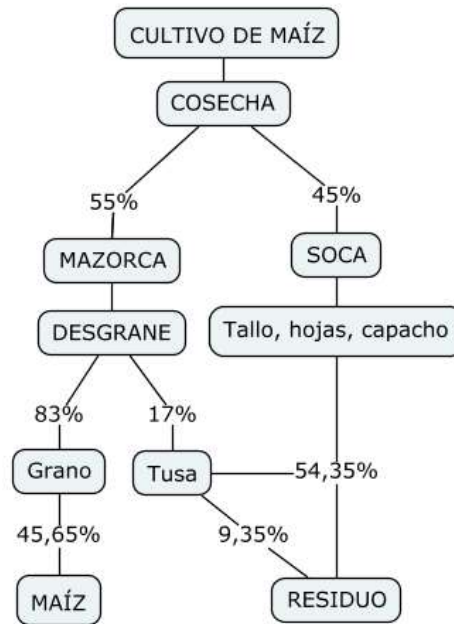 CULTIVO DE MAÍZ
COSECHA
55%
45%
MAZORCA
SOCA
DESGRANE
Tallo, hojas, capacho
83%
17%
Grano
Tusa
54,35%
45,65%
9,35%
MAÍZ
RESIDUO